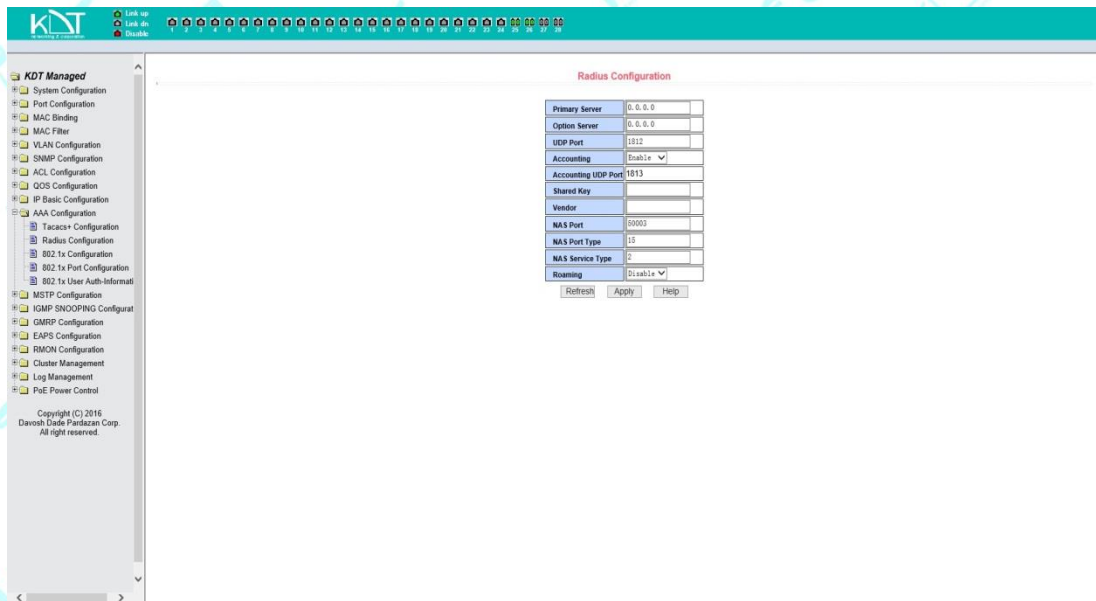 KDT
Link up
Link dn
Disable
1 2 3 4 5 6 7 8 9 10 11 12 13 14 15 16 17 18 19 20 21 22 23 24 25 26 27 28
KDT Managed
System Configuration
Port Configuration
MAC Binding
MAC Filter
VLAN Configuration
SNMP Configuration
ACL Configuration
QOS Configuration
IP Basic Configuration
AAA Configuration
Tacacs+ Configuration
Radius Configuration
802.1x Configuration
802.1x Port Configuration
802.1x User Auth-Informati
MSTP Configuration
IGMP SNOOPING Configurat
GMRP Configuration
EAPS Configuration
RMON Configuration
Cluster Management
Log Management
PoE Power Control
Copyright (C) 2016
Davosh Dade Pardazan Corp.
All right reserved.
Radius Configuration
Primary Server 0.0.0.0
Option Server 0.0.0.0
UDP Port 1812
Accounting Enable
Accounting UDP Port 1813
Shared Key
Vendor
NAS Port 50003
NAS Port Type 15
NAS Service Type 2
Roaming Disable
Refresh Apply Help